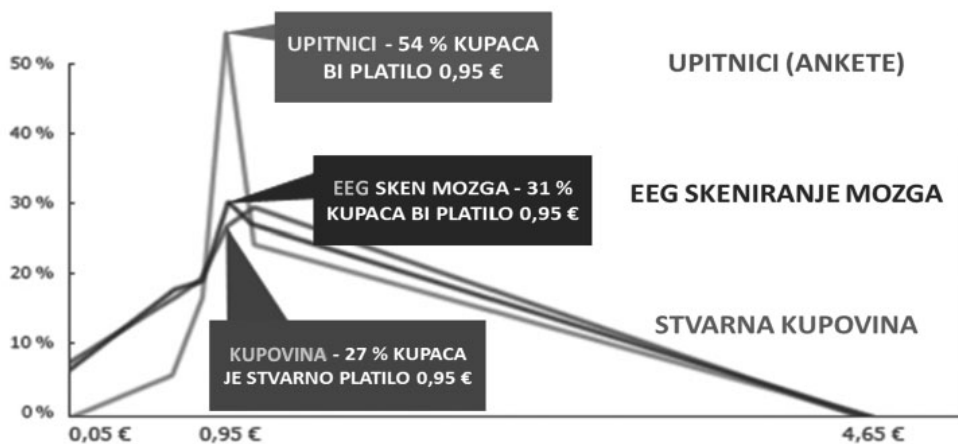 UPITNICI - 54 % KUPACA
BI PLATILO 0,95 €
UPITNICI (ANKETE)
50 %
40 %
30 %
20 %
10 %
0 %
EEG SKEN MOZGA - 31 %
KUPACA BI PLATILO 0,95 €
EEG SKENIRANJE MOZGA
STVARNA KUPOVINA
KUPOVINA - 27 % KUPACA
JE STVARNO PLATILO 0,95 €
0,05 €
0,95 €
4,65 €